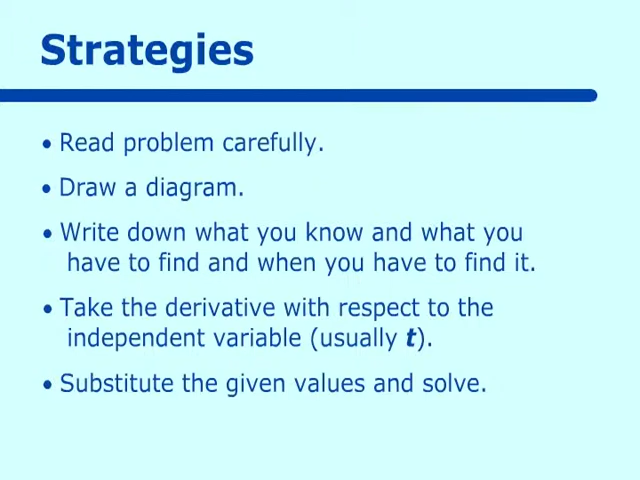 Strategies
• Read problem carefully.
• Draw a diagram.
• Write down what you know and what you
have to find and when you have to find it.
• Take the derivative with respect to the
independent variable (usually t).
• Substitute the given values and solve.